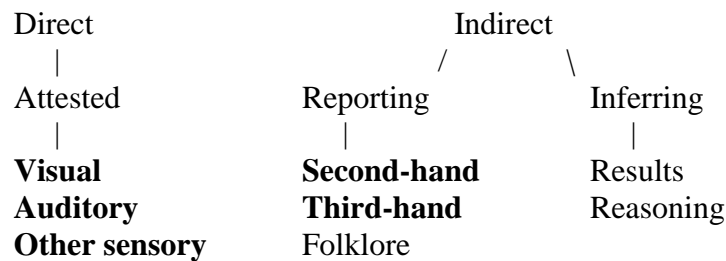 Direct Indirect
Attested Reporting Inferring
Visual Second-hand Results
Auditory Third-hand Reasoning
Other sensory Folklore